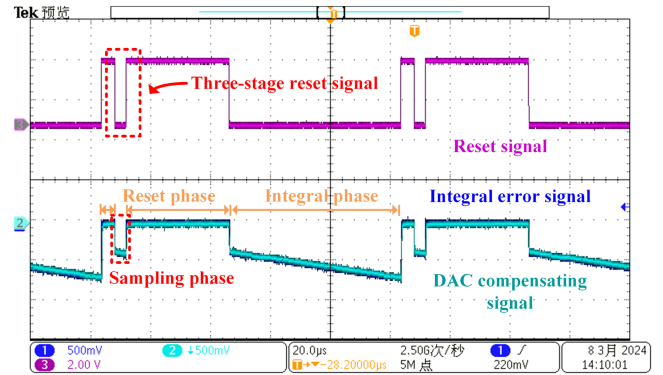 Tek 预览
T
T
3
Three-stage reset signal
Reset signal
Reset phase
Integral phase
Integral error signal
2
Sampling phase
DAC compensating
signal
1 500mV
2 ↓500mV
20.0μs
2.50G次/秒
1
8 3月 2024
3 2.00 V
T→▼-28.20000μs
5M 点
220mV
14:10:01